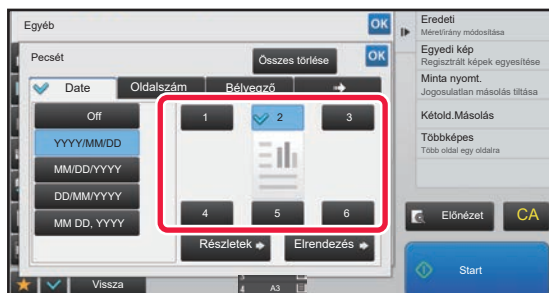 Egyéb
OK
Pecsét
Összes törlése
OK
Date
Oldalszám
Bélyegző
Off
YYYY/MM/DD
MM/DD/YYYY
DD/MM/YYYY
MM DD, YYYY
1
2
3
4
5
6
Részletek
Elrendezés
Vissza
A3
4
Eredeti
Méret/irány módosítása
Egyedi kép
Regisztrált képek egyesítése
Minta nyomt.
Jogosulatlan másolás tiltása
Kétold.Másolás
Többképes
Több oldal egy oldalra
Előnézet
CA
Start